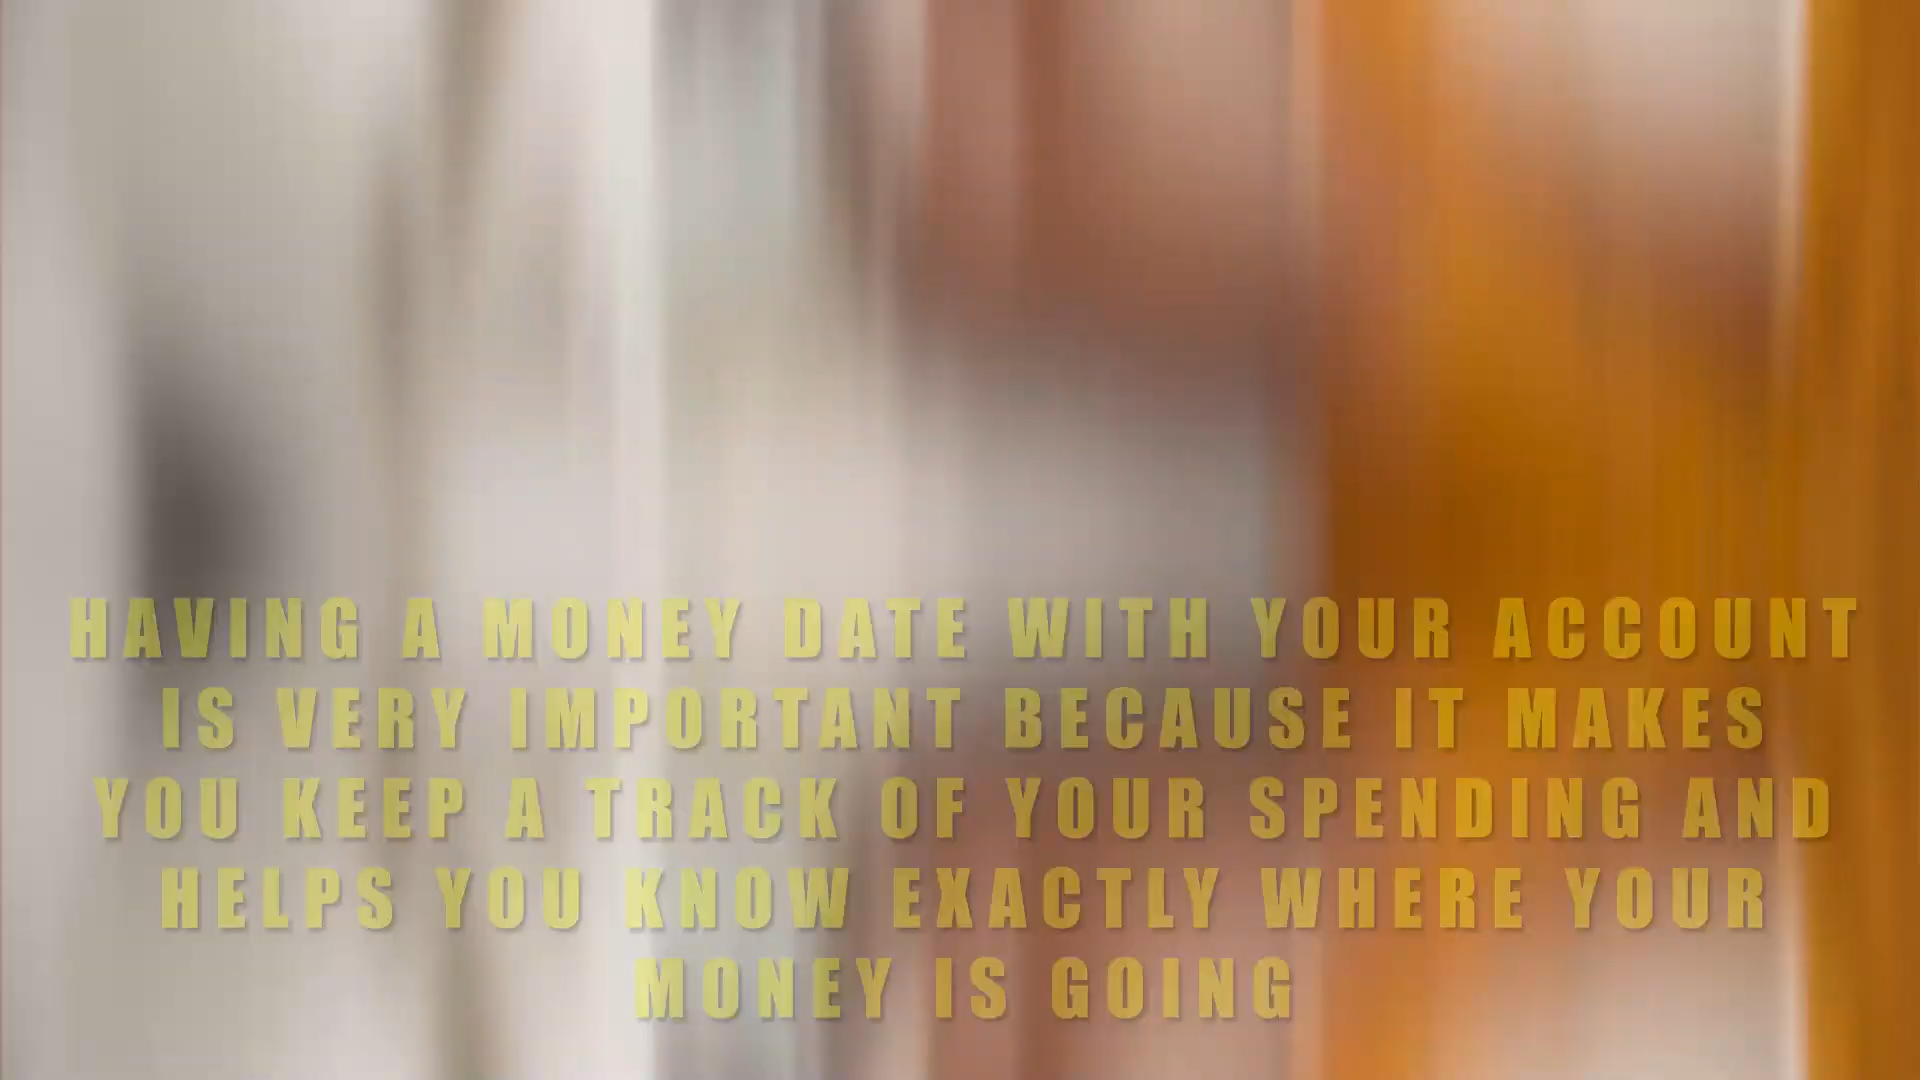 HAVING A MONEY DATE WITH YOUR ACCOUNT
IS VERY IMPORTANT BECAUSE IT MAKES
YOU KEEP A TRACK OF YOUR SPENDING AND
HELPS YOU KNOW EXACTLY WHERE YOUR
MONEY IS GOING